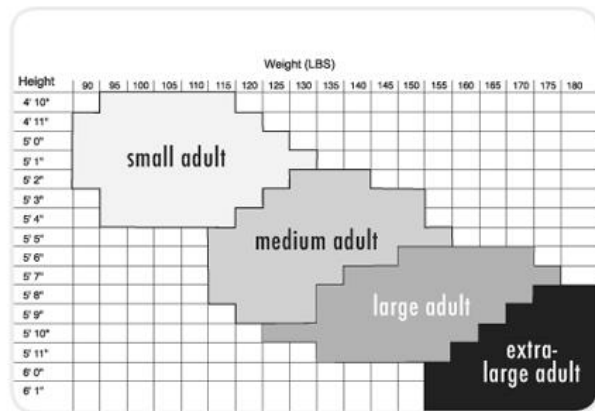 Weight (LBS)
Height 90 95 100 105 110 115 120 125 130 135 140 145 150 155 160 165 170 175 180
4' 10"
4' 11"
5' 0"
5' 1"
small adult
5' 2"
5' 3"
5' 4"
5' 5"
medium adult
5' 6"
5' 7"
5' 8"
large adult
5' 9"
5' 10"
5' 11"
extra-
6' 0"
large adult
6' 1"